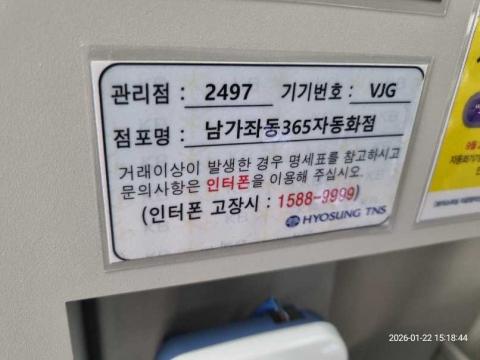 관리점 : 2497 기기번호 : VJG
점포명 : 남가좌동365자동화점
거래이상이 발생한 경우 명세표를 참고하시고
문의사항은 인터폰을 이용해 주십시오.
(인터폰 고장시 : 1588-9999)
HYOSUNG TNS
2026-01-22 15:18:44